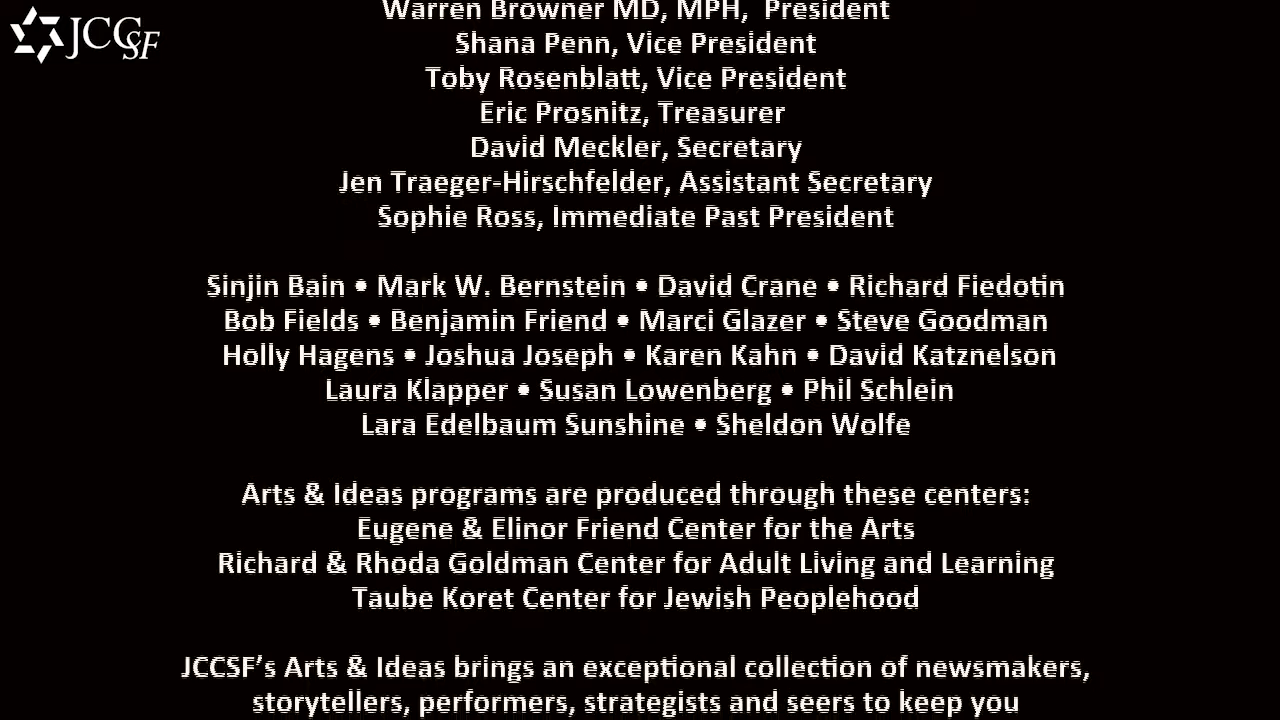 JCCSF
Warren Browner MD, MPH,  President
Shana Penn, Vice President
Toby Rosenblatt, Vice President
Eric Prosnitz, Treasurer
David Meckler, Secretary
Jen Traeger-Hirschfelder, Assistant Secretary
Sophie Ross, Immediate Past President
Sinjin Bain • Mark W. Bernstein • David Crane • Richard Fiedotin
Bob Fields • Benjamin Friend • Marci Glazer • Steve Goodman
Holly Hagens • Joshua Joseph • Karen Kahn • David Katznelson
Laura Klapper • Susan Lowenberg • Phil Schlein
Lara Edelbaum Sunshine • Sheldon Wolfe
Arts & Ideas programs are produced through these centers:
Eugene & Elinor Friend Center for the Arts
Richard & Rhoda Goldman Center for Adult Living and Learning
Taube Koret Center for Jewish Peoplehood
JCCSF’s Arts & Ideas brings an exceptional collection of newsmakers,
storytellers, performers, strategists and seers to keep you